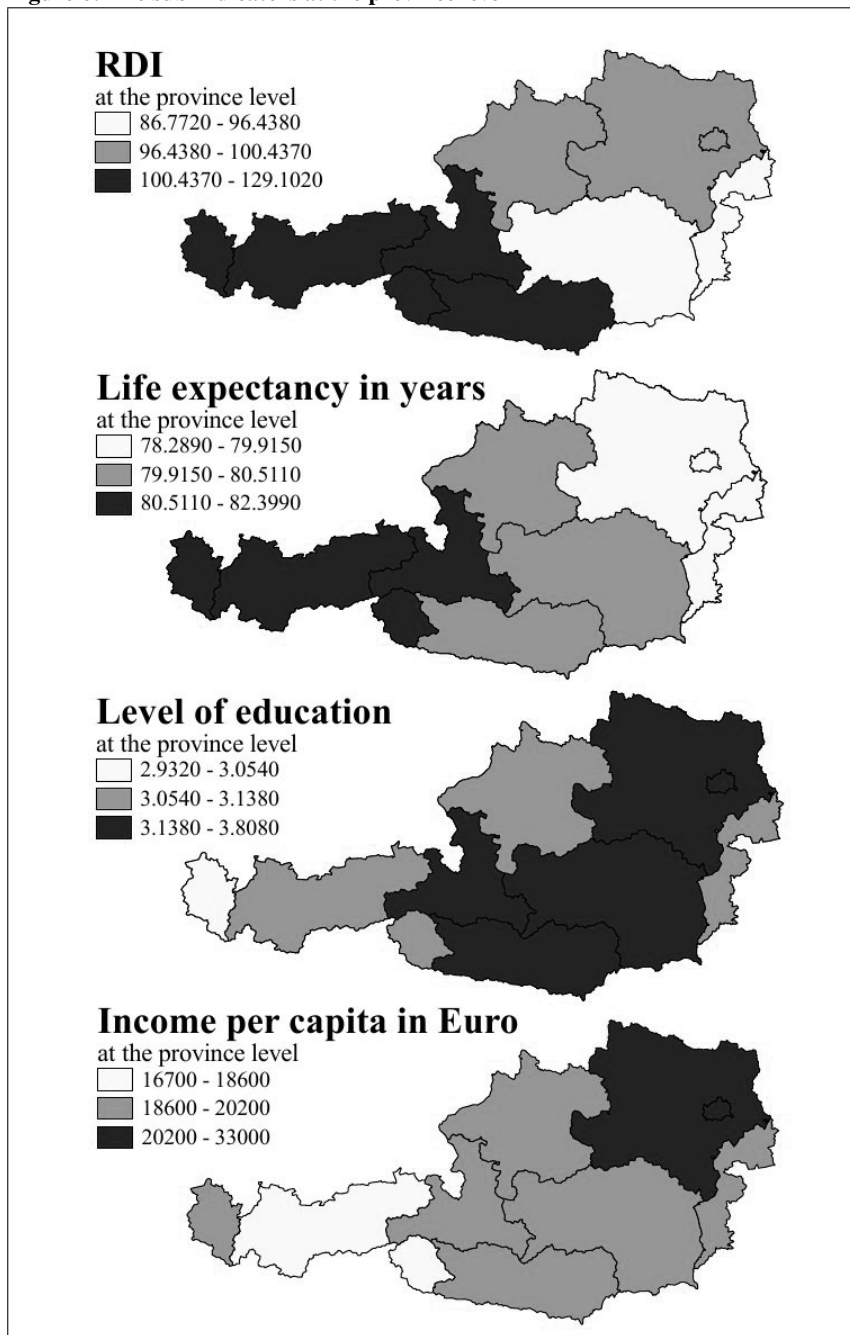 RDI
at the province level
86.7720 - 96.4380
96.4380 - 100.4370
100.4370 - 129.1020
Life expectancy in years
at the province level
78.2890 - 79.9150
79.9150 - 80.5110
80.5110 - 82.3990
Level of education
at the province level
2.9320 - 3.0540
3.0540 - 3.1380
3.1380 - 3.8080
Income per capita in Euro
at the province level
16700 - 18600
18600 - 20200
20200 - 33000